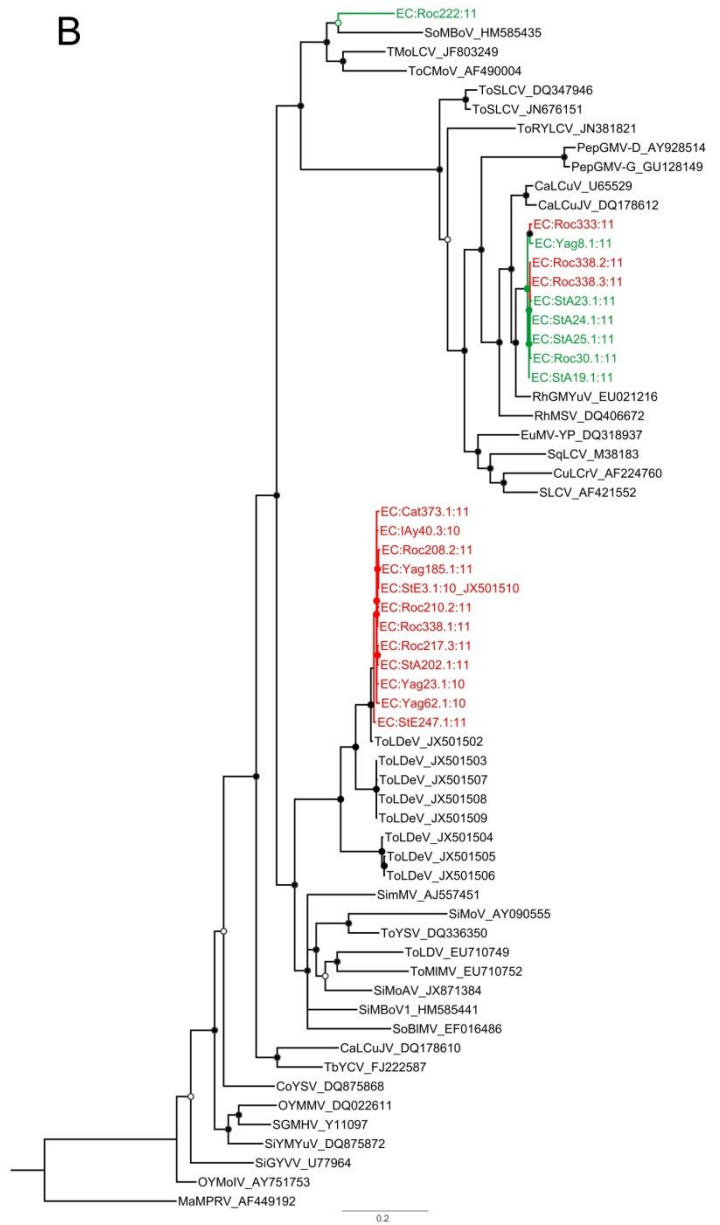 B
EC:Roc222:11
SoMBoV_HM585435
TMoLCV_JF803249
ToCMoV_AF490004
ToSLCV_DQ347946
ToSLCV_JN676151
ToRYLCV_JN381821
PepGMV-D_AY928514
PepGMV-G_GU128149
CaLCuV_U65529
CaLCuJV_DQ178612
EC:Roc333:11
EC:Yag8.1:11
EC:Roc338.2:11
EC:Roc338.3:11
EC:StA23.1:11
EC:StA24.1:11
EC:StA25.1:11
EC:Roc30.1:11
EC:StA19.1:11
RhGMYuV_EU021216
RhMSV_DQ406672
EuMV-YP_DQ318937
SqLCV_M38183
CuLCrV_AF224760
SLCV_AF421552
EC:Cat373.1:11
EC:IAy40.3:10
EC:Roc208.2:11
EC:Yag185.1:11
EC:StE3.1:10_JX501510
EC:Roc210.2:11
EC:Roc338.1:11
EC:Roc217.3:11
EC:StA202.1:11
EC:Yag23.1:10
EC:Yag62.1:10
EC:StE247.1:11
ToLDeV_JX501502
ToLDeV_JX501503
ToLDeV_JX501507
ToLDeV_JX501508
ToLDeV_JX501509
ToLDeV_JX501504
ToLDeV_JX501505
ToLDeV_JX501506
SimMV_AJ557451
SiMoV_AY090555
ToYSV_DQ336350
ToLDV_EU710749
ToMlMV_EU710752
SiMoAV_JX871384
SiMBoV1_HM585441
SoBlMV_EF016486
CaLCuJV_DQ178610
TbYCV_FJ222587
CoYSV_DQ875868
OYMMV_DQ022611
SGMHV_Y11097
SiYMYuV_DQ875872
SiGYVV_U77964
OYMoIV_AY751753
MaMPRV_AF449192
0.2